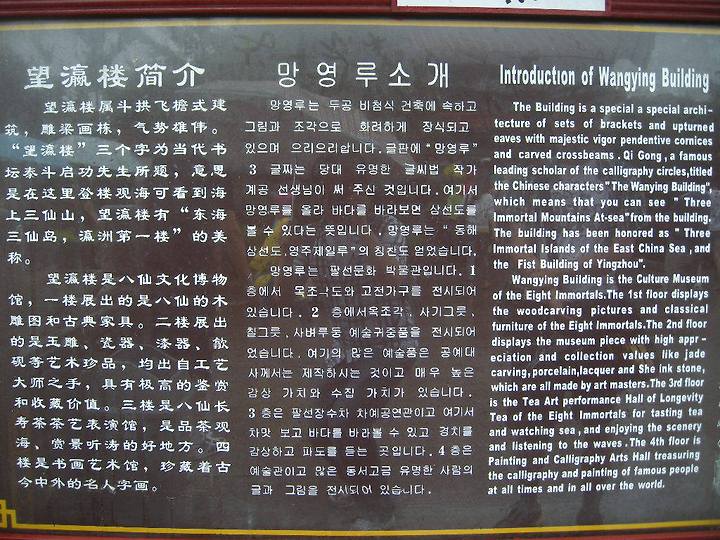 望瀛楼简介
望瀛楼属斗拱飞檐式建
筑，雕梁画栋，气势雄伟。
“望瀛楼”三个字为当代书
坛泰斗启功先生所题，意思
是在这里登楼观海可看到海
上三仙山，望瀛楼有“东海
三仙岛，瀛洲第一楼”的美
称。
望瀛楼是八仙文化博物
馆，一楼展出的是八仙的木
雕图和古典家具。二楼展出
的是玉雕、瓷器、漆器、歙
砚等艺术珍品，均出自工艺
大师之手，具有极高的鉴赏
和收藏价值。三楼是八仙长
寿茶茶艺表演馆，是品茶观
海、赏景听涛的好地方。四
楼是书画艺术馆，珍藏着古
今中外的名人字画。
망영루소개
망영루는 두공 비첨식 건축에 속하고
그림과 조각으로 화려하게 장식되고
있으며 으리으리합니다. 글판에 “망영루”
3 글짜는 당대 유명한 글씨법 작가
계공 선생님이 써 주신 것입니다. 여기서
망영루를 올라 바다를 바라보면 삼선도를
볼 수 있다는 뜻입니다. 망영루는 “동해
삼선도, 영주제일루”의 칭찬도 얻었습니다.
망영루는 팔선문화 박물관입니다. 1
층에서 목조각도와 고전가구를 전시되어
있습니다. 2 층에서옥조각、사기그릇、
칠그릇、사벼루둥 예술귀중품을 전시되어
있습니다. 여기의 많은 예술품은 공예대
사께서는 제작하시는 것이고 매우 높은
감상 가치와 수집 가치가 있습니다.
3 층은 팔선장수차 차예공연관이고 여기서
차맛 보고 바다를 바라볼 수 있고 경치를
감상하고 파도를 듣는 곳입니다. 4 층은
예술관이고 많은 동서고금 유명한 사람의
글과 그림을 전시되어 있습니다.
Introduction of Wangying Building
The Building is a special a special archi-
tecture of sets of brackets and upturned
eaves with majestic vigor pendentive cornices
and carved crossbeams . Qi Gong , a famous
leading scholar of the calligraphy circles,titled
the Chinese characters" The Wanying Building",
which means that you can see " Three
Immortal Mountains At-sea"from the building.
The building has been honored as " Three
Immortal Islands of the East China Sea ,and
the Fist Building of Yingzhou".
Wangying Building is the Culture Museum
of the Eight Immortals.The 1st floor displays
the woodcarving pictures and classical
furniture of the Eight Immortals.The 2nd floor
displays the museum piece with high appr -
eciation and collection values like jade
carving,porcelain,lacquer and She ink stone,
which are all made by art masters.The 3rd floor
is the Tea Art performance Hall of Longevity
Tea of the Eight Immortals for tasting tea
and watching sea , and enjoying the scenery
and listening to the waves . The 4th floor is
Painting and Calligraphy Arts Hall treasuring
the calligraphy and painting of famous people
at all times and in all over the world.